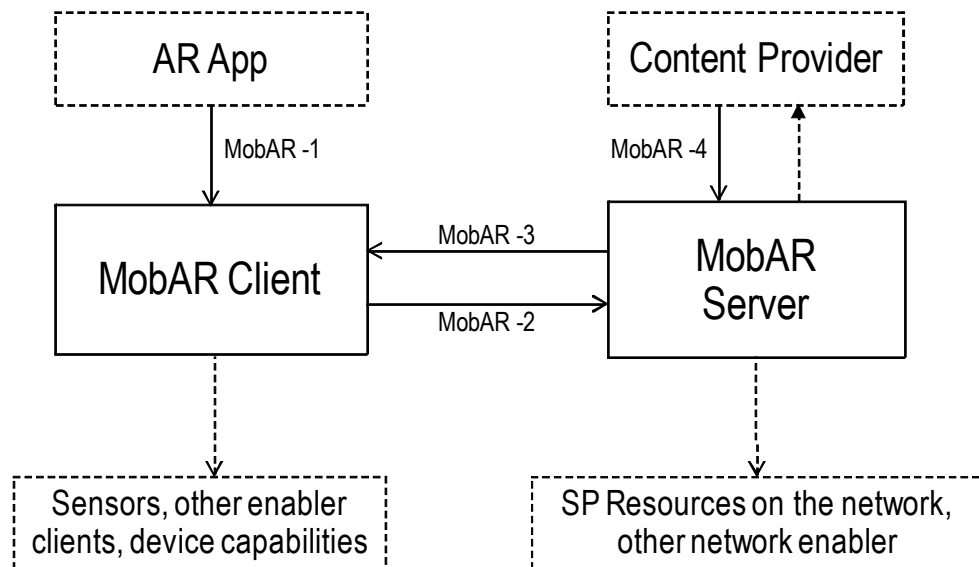 AR App
Content Provider
MobAR -1
MobAR -4
MobAR Client
MobAR -3
MobAR -2
MobAR
Server
Sensors, other enabler
clients, device capabilities
SP Resources on the network,
other network enabler